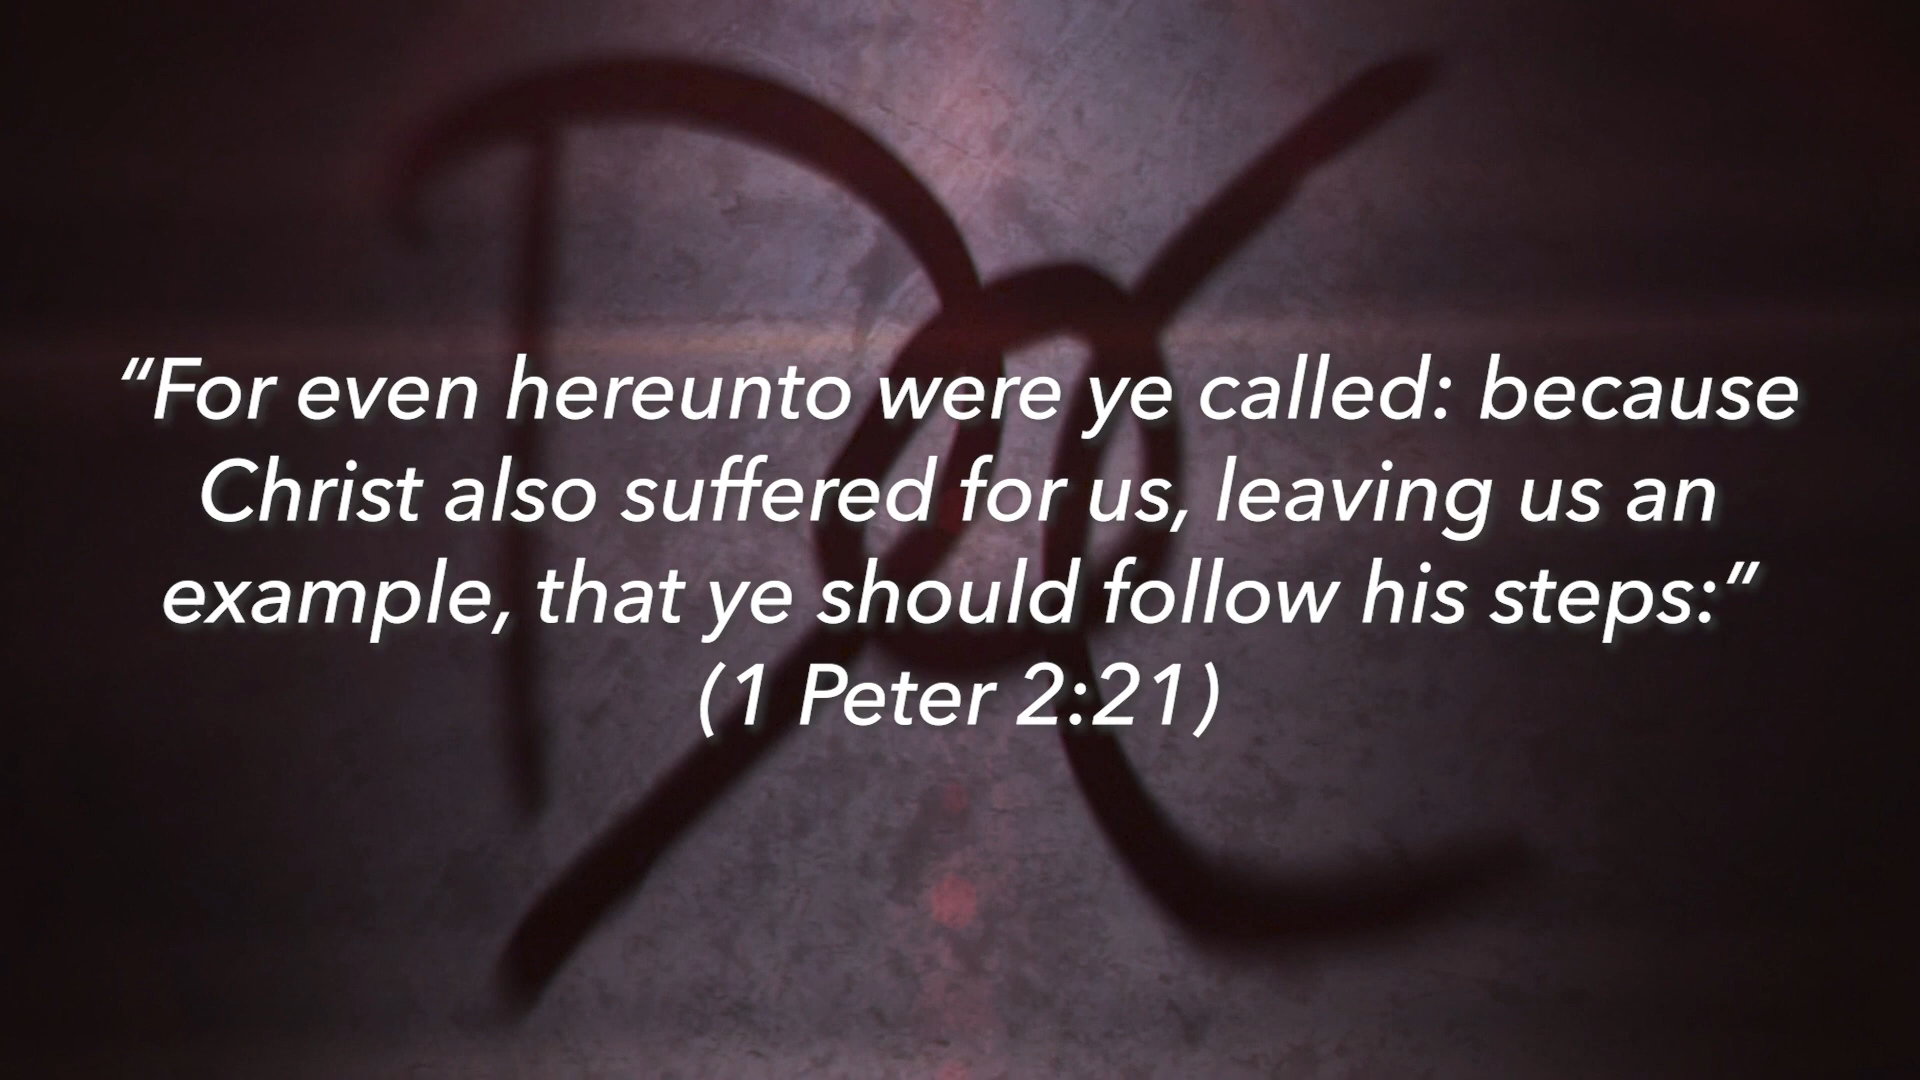 “For even hereunto were ye called: because
Christ also suffered for us, leaving us an
example, that ye should follow his steps:”
(1 Peter 2:21)